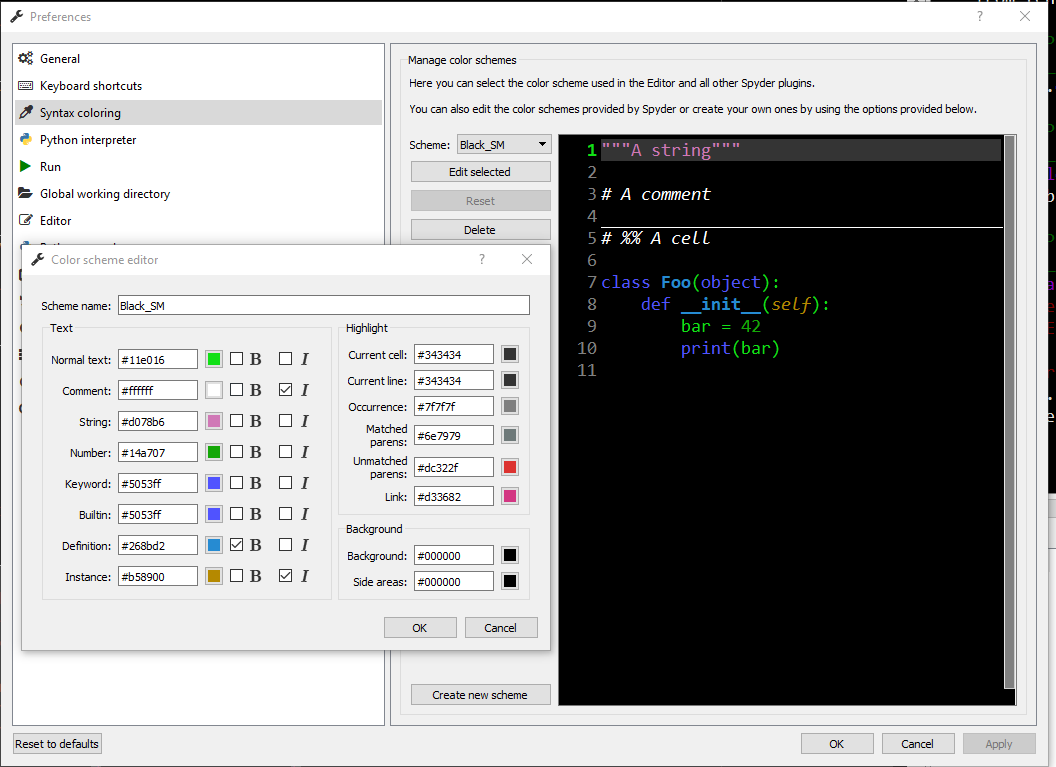 Preferences
?
General
Keyboard shortcuts
Syntax coloring
Python interpreter
Run
Global working directory
Editor
Manage color schemes
Here you can select the color scheme used in the Editor and all other Spyder plugins.
You can also edit the color schemes provided by Spyder or create your own ones by using the options provided below.
Scheme: Black_SM
Edit selected
Reset
Delete
Create new scheme
1 """A string"""
2
3 # A comment
4
5 # %% A cell
6
7 class Foo(object):
8 def __init__(self):
9 bar = 42
10 print(bar)
11
Color scheme editor
?
Scheme name: Black_SM
Text
Normal text: #11e016 B I
Comment: #ffffff B I
String: #d078b6 B I
Number: #14a707 B I
Keyword: #5053ff B I
Builtin: #5053ff B I
Definition: #268bd2 B I
Instance: #b58900 B I
Highlight
Current cell: #343434
Current line: #343434
Occurrence: #7f7f7f
Matched
parens: #6e7979
Unmatched
parens: #dc322f
Link: #d33682
Background
Background: #000000
Side areas: #000000
OK Cancel
Reset to defaults
OK Cancel Apply